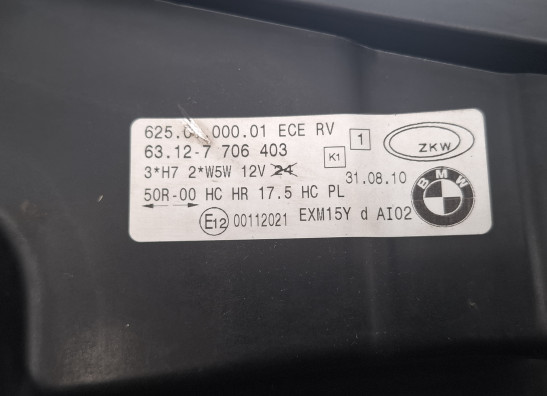 ECE RV
1
ZKW
63.12-7 706 403
K1
3*H7 2*W5W 12V 24
31.08.10
50R-00 HC HR 17.5 HC PL
BMW
E12 00112021 EXM15Y d AI02